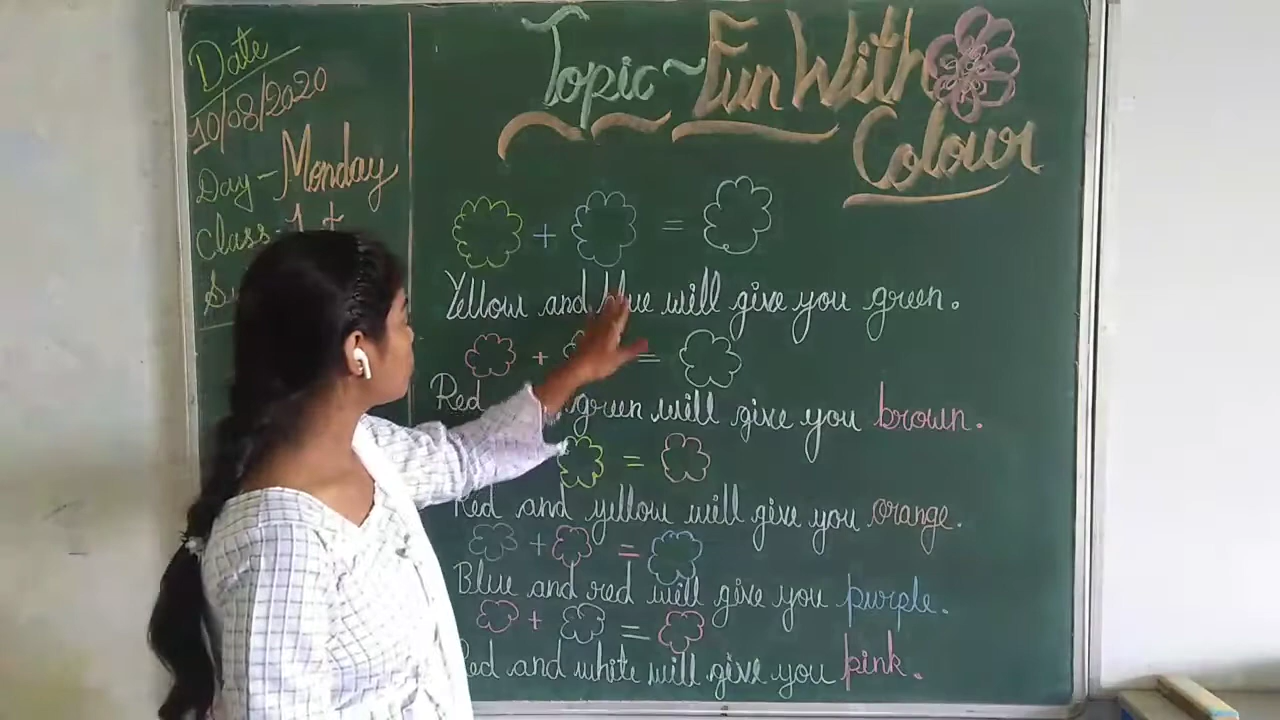 Date
10/08/2020
Day - Monday
Class - 1
Topic ~ Fun With
Colour
+ =
Yellow and blue will give you green.
+ =
Red green will give you brown.
=
Red and yellow will give you orange.
+ =
Blue and red will give you purple.
+ =
Red and white will give you pink.